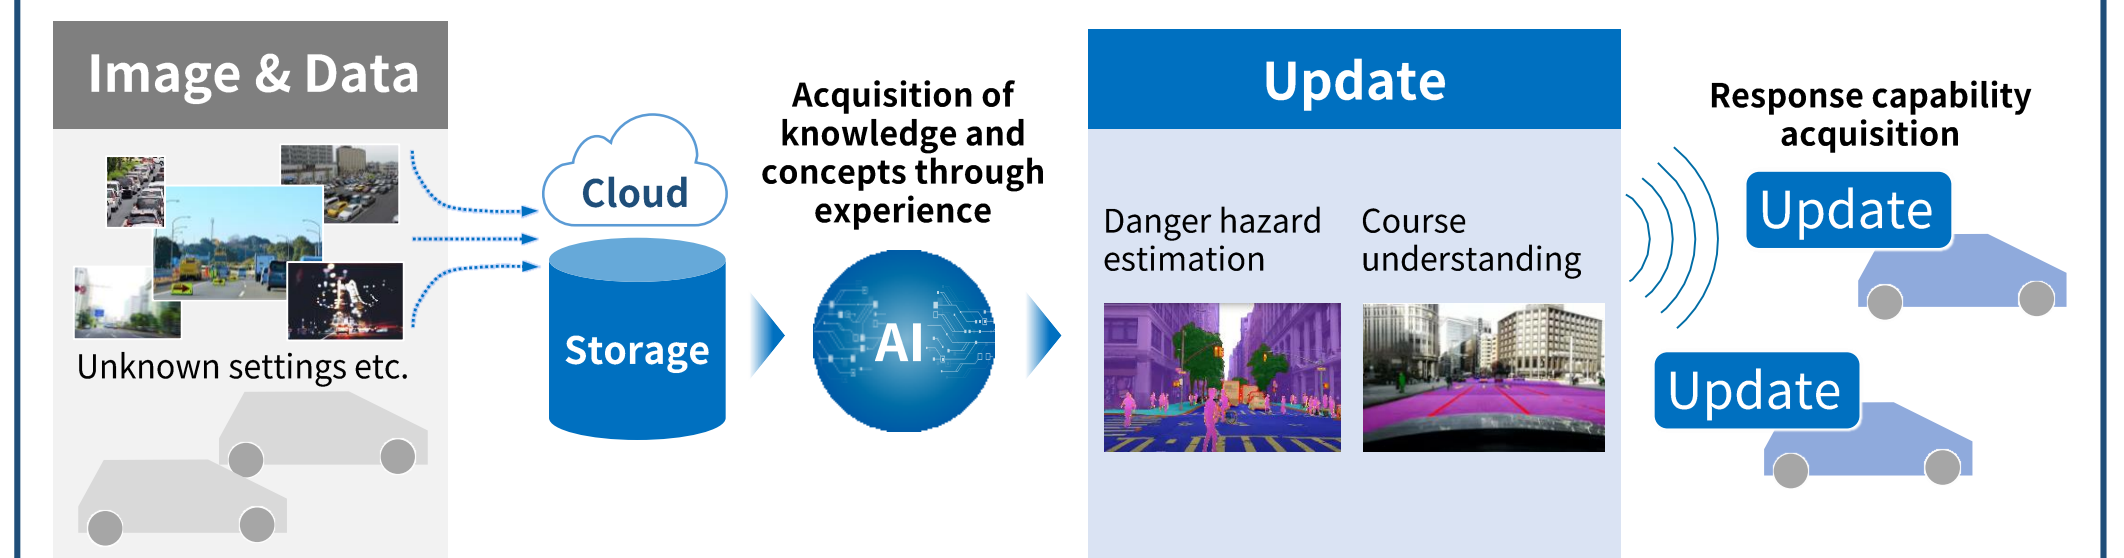 Image & Data
Unknown settings etc.
Cloud
Storage
Acquisition of
knowledge and
concepts through
experience
AI
Update
Danger hazard
estimation
Course
understanding
Response capability
acquisition
Update
Update